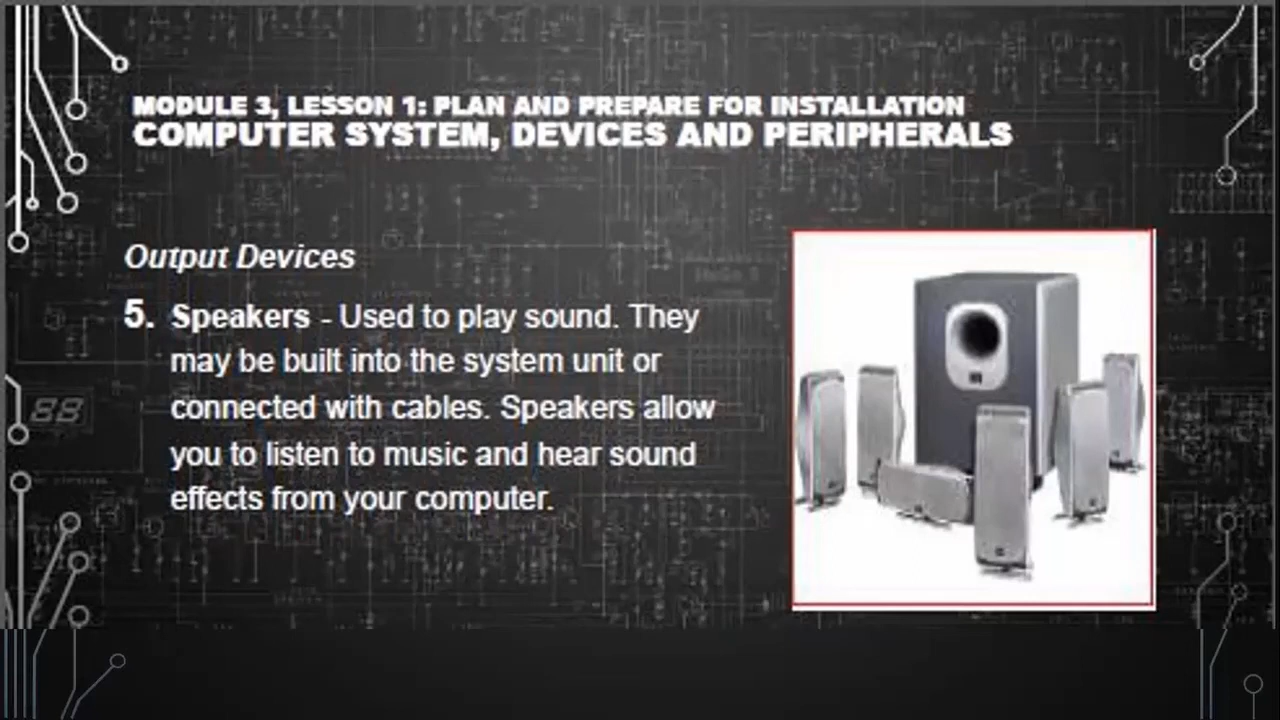 MODULE 3, LESSON 1: PLAN AND PREPARE FOR INSTALLATION
COMPUTER SYSTEM, DEVICES AND PERIPHERALS
Output Devices
5. Speakers - Used to play sound. They
may be built into the system unit or
connected with cables. Speakers allow
you to listen to music and hear sound
effects from your computer.
88